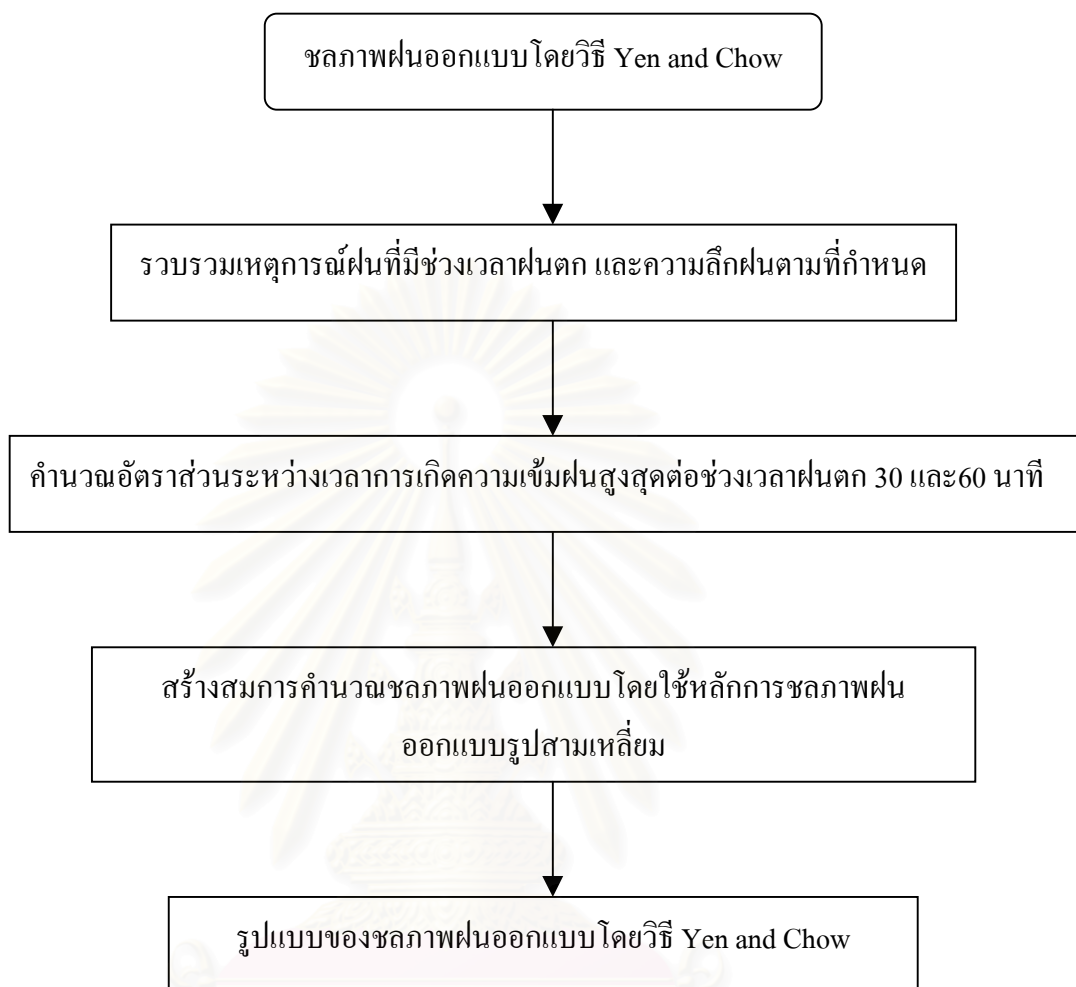 ชลภาพฝนออกแบบโดยวิธี Yen and Chow
รวบรวมเหตุการณ์ฝนที่มีช่วงเวลาฝนตก และความลึกฝนตามที่กำหนด
คำนวณอัตราส่วนระหว่างเวลาการเกิดความเข้มฝนสูงสุดต่อช่วงเวลาฝนตก 30 และ60 นาที
สร้างสมการคำนวณชลภาพฝนออกแบบโดยใช้หลักการชลภาพฝน
ออกแบบรูปสามเหลี่ยม
รูปแบบของชลภาพฝนออกแบบโดยวิธี Yen and Chow